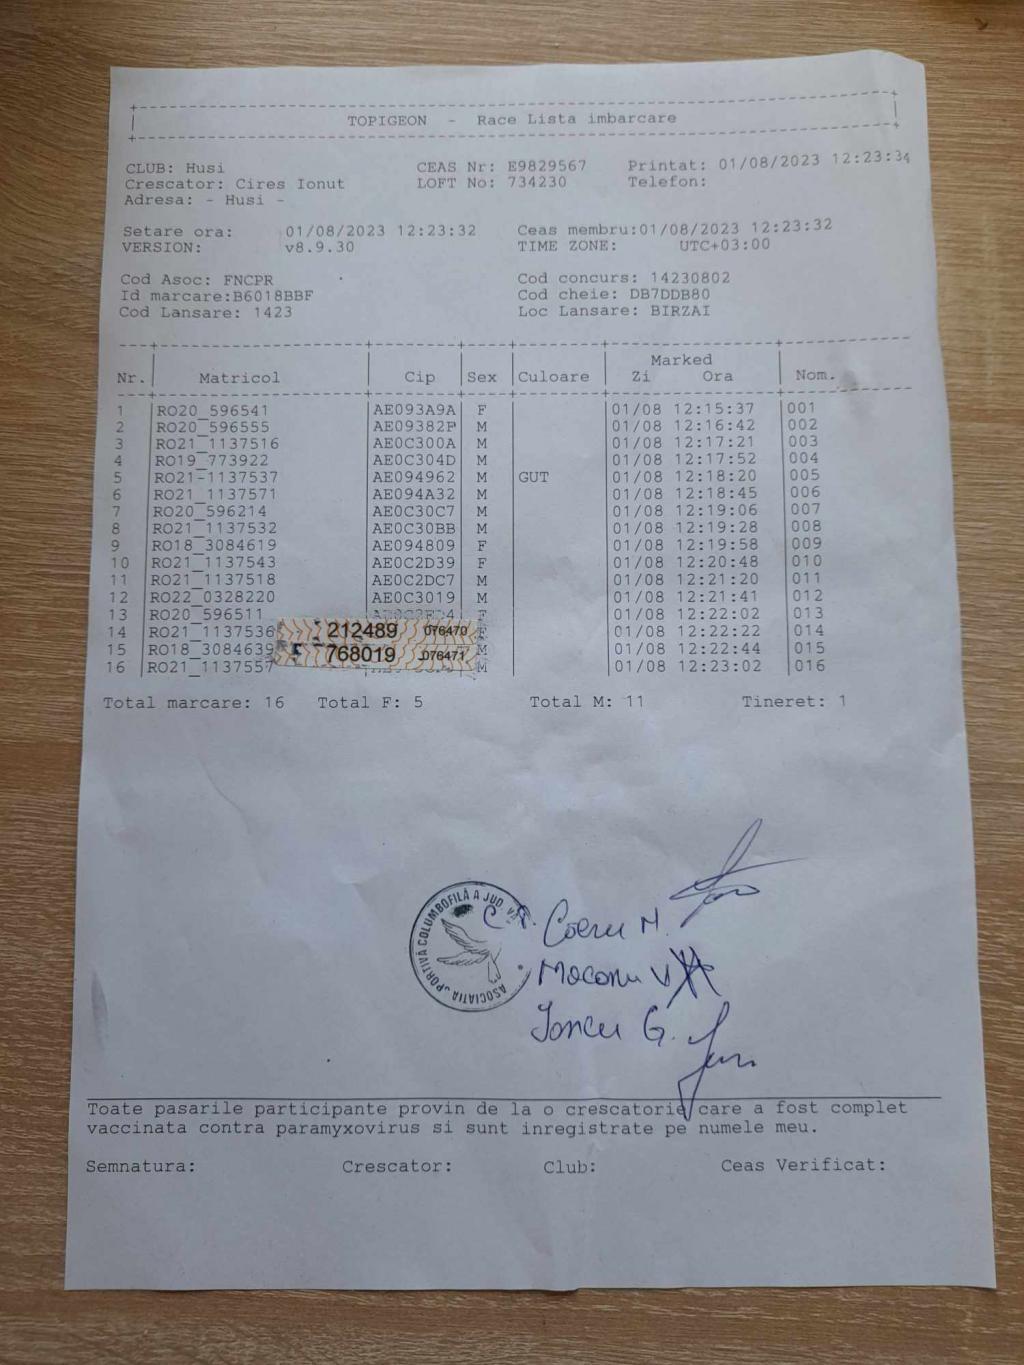 TOPIGEON - Race Lista imbarcare
CLUB: Husi CEAS Nr: E9829567 Printat: 01/08/2023 12:23:34
Crescator: Cires Ionut LOFT No: 734230 Telefon:
Adresa: - Husi -
Setare ora: 01/08/2023 12:23:32 Ceas membru:01/08/2023 12:23:32
VERSION: v8.9.30 TIME ZONE: UTC+03:00
Cod Asoc: FNCPR Cod concurs: 14230802
Id marcare:B6018BBF Cod cheie: DB7DDB80
Cod Lansare: 1423 Loc Lansare: BIRZAI
Marked
Nr. Matricol Cip Sex Culoare Zi Ora Nom.
1 RO20_596541 AE093A9A F 01/08 12:15:37 001
2 RO20_596555 AE09382F M 01/08 12:16:42 002
3 RO21_1137516 AE0C300A M 01/08 12:17:21 003
4 RO19_773922 AE0C304D M 01/08 12:17:52 004
5 RO21-1137537 AE094962 M GUT 01/08 12:18:20 005
6 RO21_1137571 AE094A32 M 01/08 12:18:45 006
7 RO20_596214 AE0C30C7 M 01/08 12:19:06 007
8 RO21_1137532 AE0C30BB M 01/08 12:19:28 008
9 RO18_3084619 AE094809 F 01/08 12:19:58 009
10 RO21_1137543 AE0C2D39 F 01/08 12:20:48 010
11 RO21_1137518 AE0C2DC7 M 01/08 12:21:20 011
12 RO22_0328220 AE0C3019 M 01/08 12:21:41 012
13 RO20_596511 F 01/08 12:22:02 013
14 RO21_1137536 212489 076470 F 01/08 12:22:22 014
15 RO18_3084639 768019 076471 M 01/08 12:22:44 015
16 RO21_1137557 M 01/08 12:23:02 016
Total marcare: 16 Total F: 5 Total M: 11 Tineret: 1
ASOCIATIA SPORTIVĂ COLUMBOFILĂ A JUD.
Coeru M.
Mocanu V
Ioncu G.
Toate pasarile participante provin de la o crescatorie care a fost complet
vaccinata contra paramyxovirus si sunt inregistrate pe numele meu.
Semnatura: Crescator: Club: Ceas Verificat: